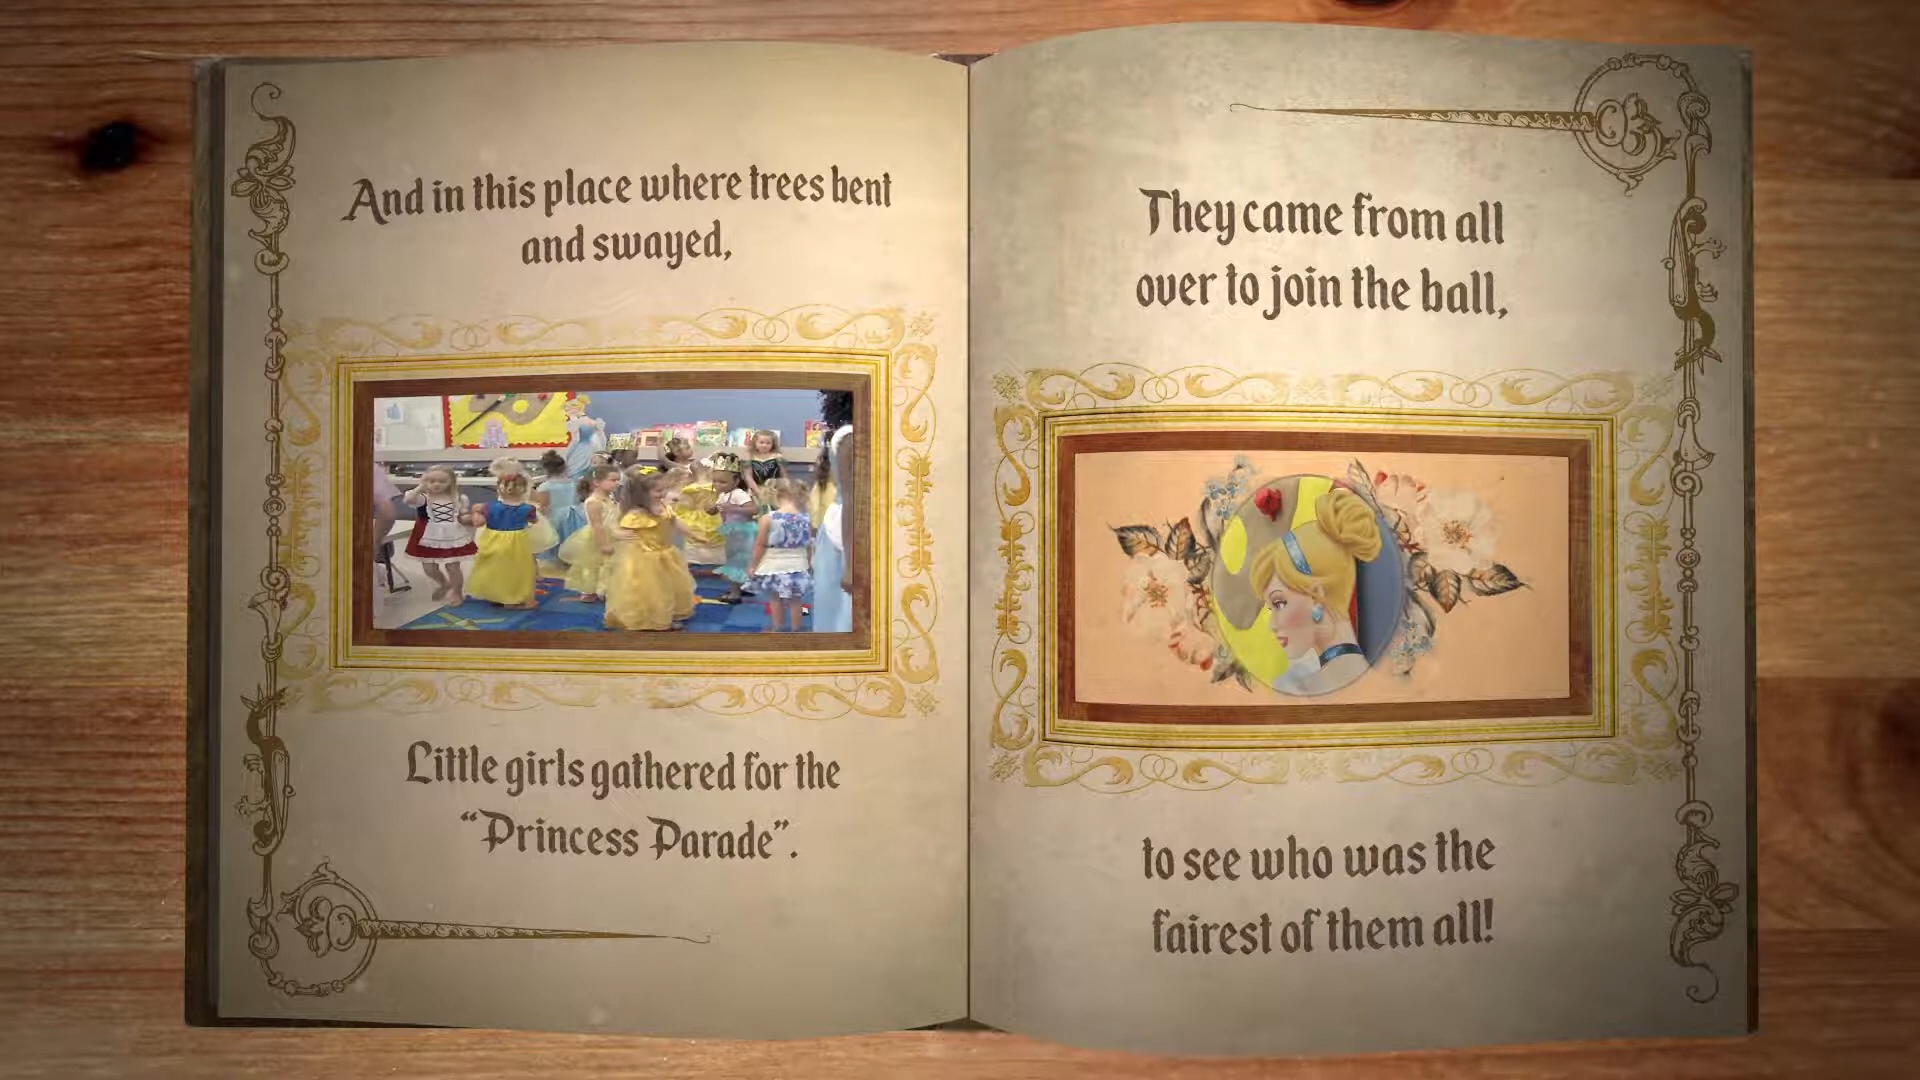 And in this place where trees bent
and swayed,
Little girls gathered for the
“Princess Parade”.
They came from all
over to join the ball,
to see who was the
fairest of them all!